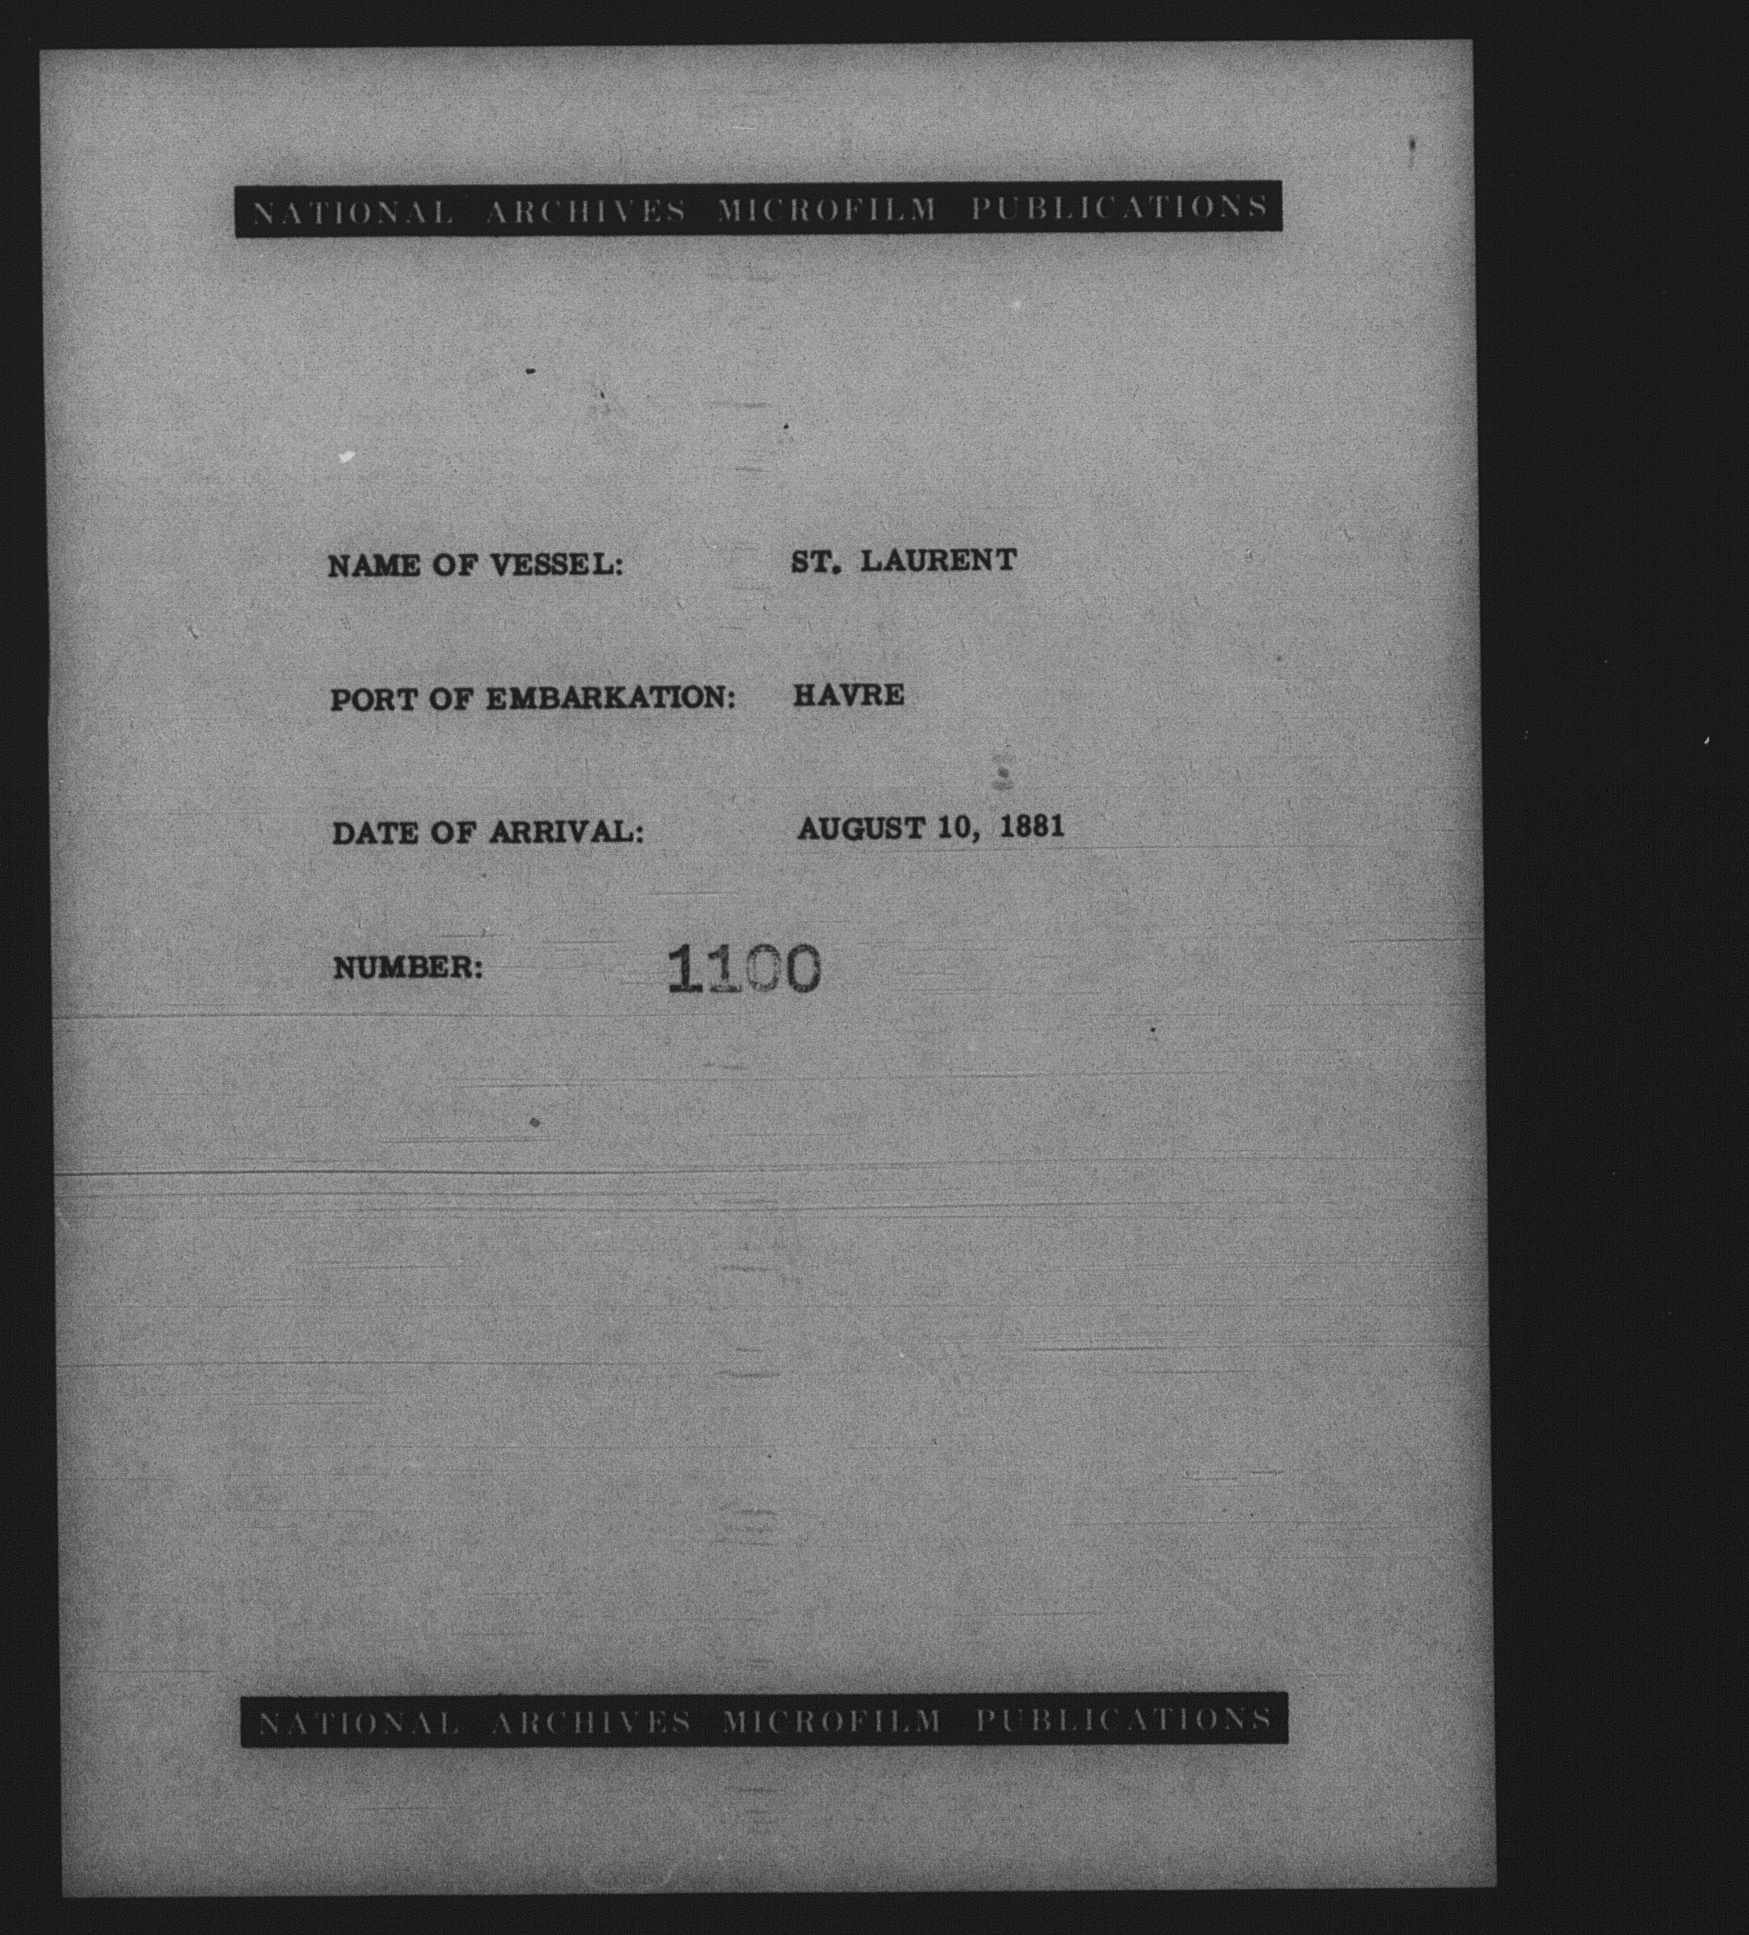 NATIONAL ARCHIVES MICROFILM PUBLICATIONS
NAME OF VESSEL: ST. LAURENT
PORT OF EMBARKATION: HAVRE
DATE OF ARRIVAL: AUGUST 10, 1881
NUMBER: 1100
NATIONAL ARCHIVES MICROFILM PUBLICATIONS